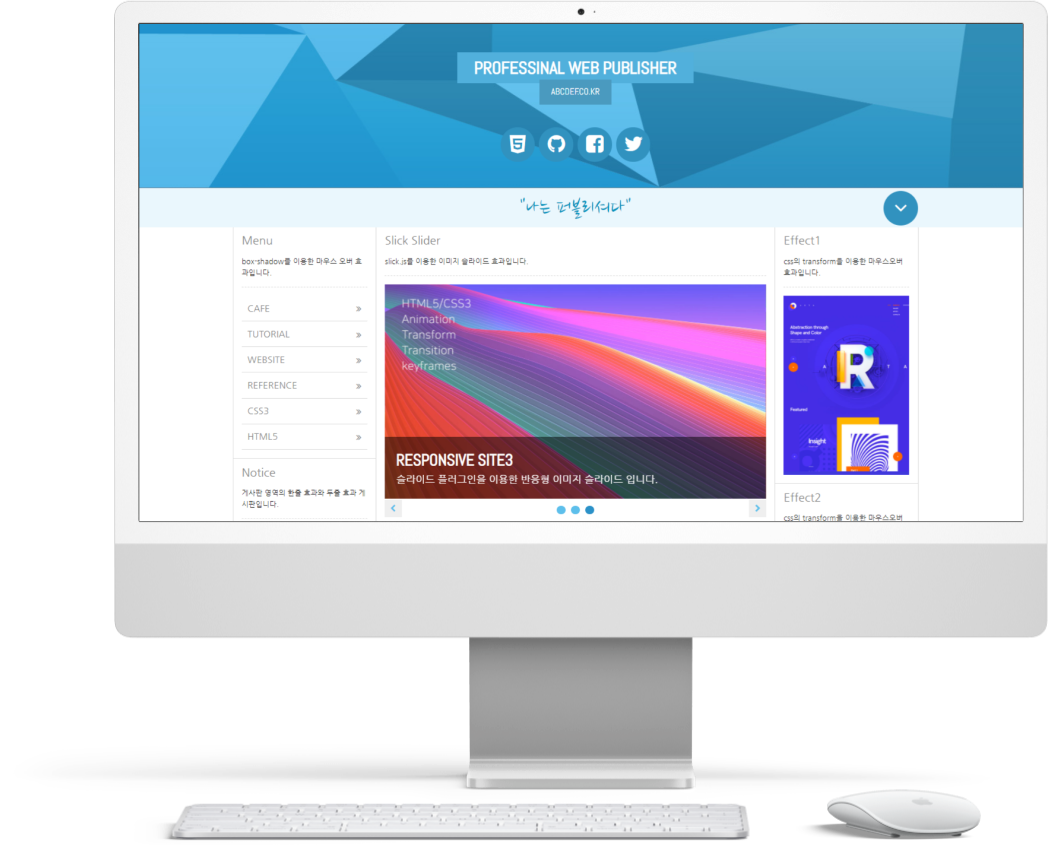 PROFESSINAL WEB PUBLISHER
ABCDEF.CO.KR
"나는 퍼블리셔다"
Menu
box-shadow를 이용한 마우스 오버 효
과입니다.
CAFE
TUTORIAL
WEBSITE
REFERENCE
CSS3
HTML5
Notice
게시판 영역의 한줄 효과와 두줄 효과 게
시판입니다.
Slick Slider
slick.js를 이용한 이미지 슬라이드 효과입니다.
HTML5/CSS3
Animation
Transform
Transition
keyframes
RESPONSIVE SITE3
슬라이드 플러그인을 이용한 반응형 이미지 슬라이드 입니다.
Effect1
css의 transform를 이용한 마우스오버
효과입니다.
Abstraction through
Shape and Color
R
Featured
Insight
Effect2
css의 transform를 이용한 마우스오버